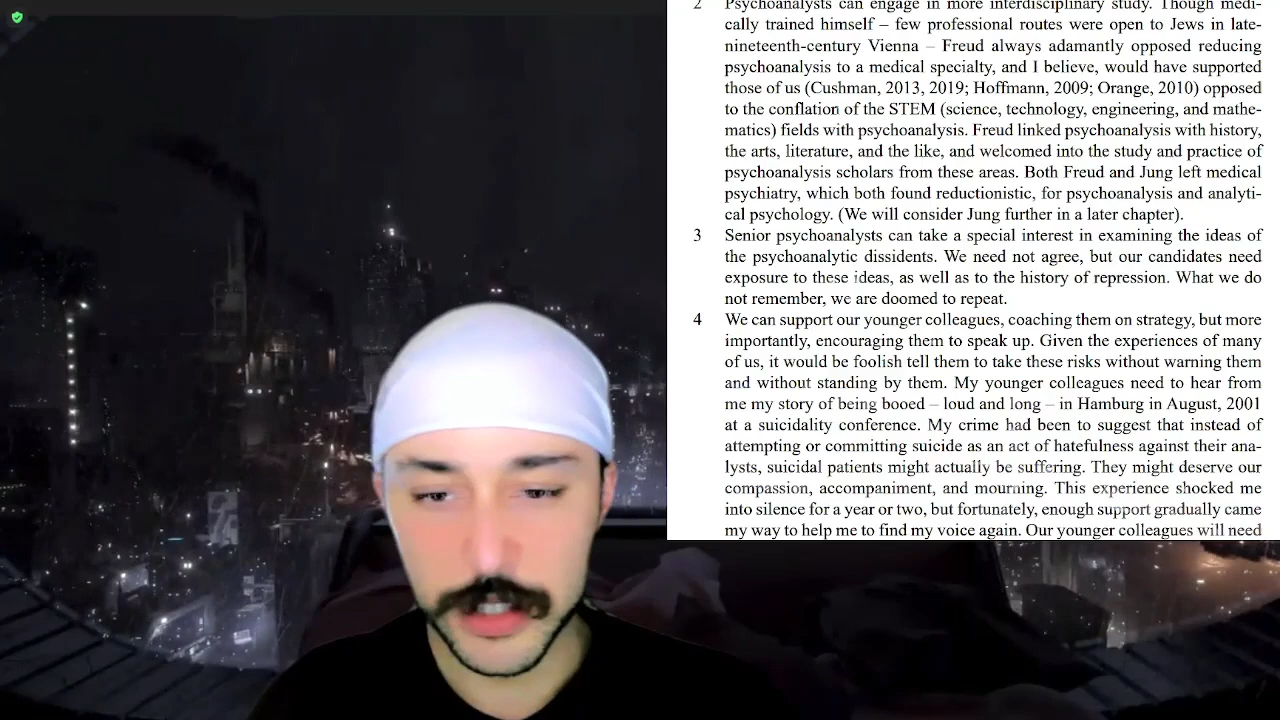 2 Psychoanalysts can engage in more interdisciplinary study. Though medi-
cally trained himself – few professional routes were open to Jews in late-
nineteenth-century Vienna – Freud always adamantly opposed reducing
psychoanalysis to a medical specialty, and I believe, would have supported
those of us (Cushman, 2013, 2019; Hoffmann, 2009; Orange, 2010) opposed
to the conflation of the STEM (science, technology, engineering, and mathe-
matics) fields with psychoanalysis. Freud linked psychoanalysis with history,
the arts, literature, and the like, and welcomed into the study and practice of
psychoanalysis scholars from these areas. Both Freud and Jung left medical
psychiatry, which both found reductionistic, for psychoanalysis and analyti-
cal psychology. (We will consider Jung further in a later chapter).
3 Senior psychoanalysts can take a special interest in examining the ideas of
the psychoanalytic dissidents. We need not agree, but our candidates need
exposure to these ideas, as well as to the history of repression. What we do
not remember, we are doomed to repeat.
4 We can support our younger colleagues, coaching them on strategy, but more
importantly, encouraging them to speak up. Given the experiences of many
of us, it would be foolish tell them to take these risks without warning them
and without standing by them. My younger colleagues need to hear from
me my story of being booed – loud and long – in Hamburg in August, 2001
at a suicidality conference. My crime had been to suggest that instead of
attempting or committing suicide as an act of hatefulness against their ana-
lysts, suicidal patients might actually be suffering. They might deserve our
compassion, accompaniment, and mourning. This experience shocked me
into silence for a year or two, but fortunately, enough support gradually came
my way to help me to find my voice again. Our younger colleagues will need